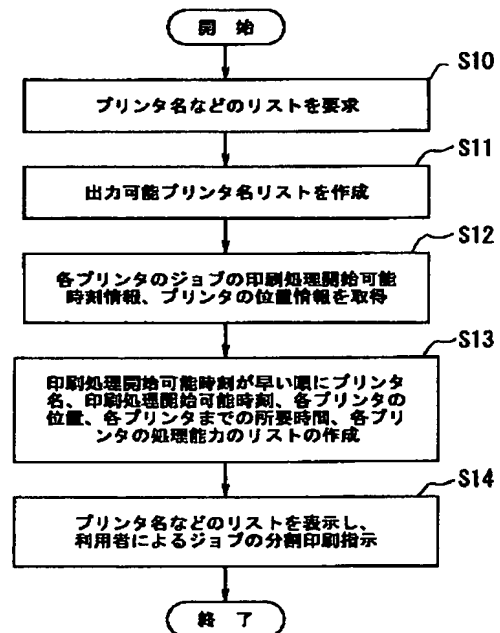 開 始
S10
プリンタ名などのリストを要求
S11
出力可能プリンタ名リストを作成
S12
各プリンタのジョブの印刷処理開始可能
時刻情報、プリンタの位置情報を取得
S13
印刷処理開始可能時刻が早い順にプリンタ
名、印刷処理開始可能時刻、各プリンタの
位置、各プリンタまでの所要時間、各プリ
ンタの処理能力のリストの作成
S14
プリンタ名などのリストを表示し、
利用者によるジョブの分割印刷指示
終 了